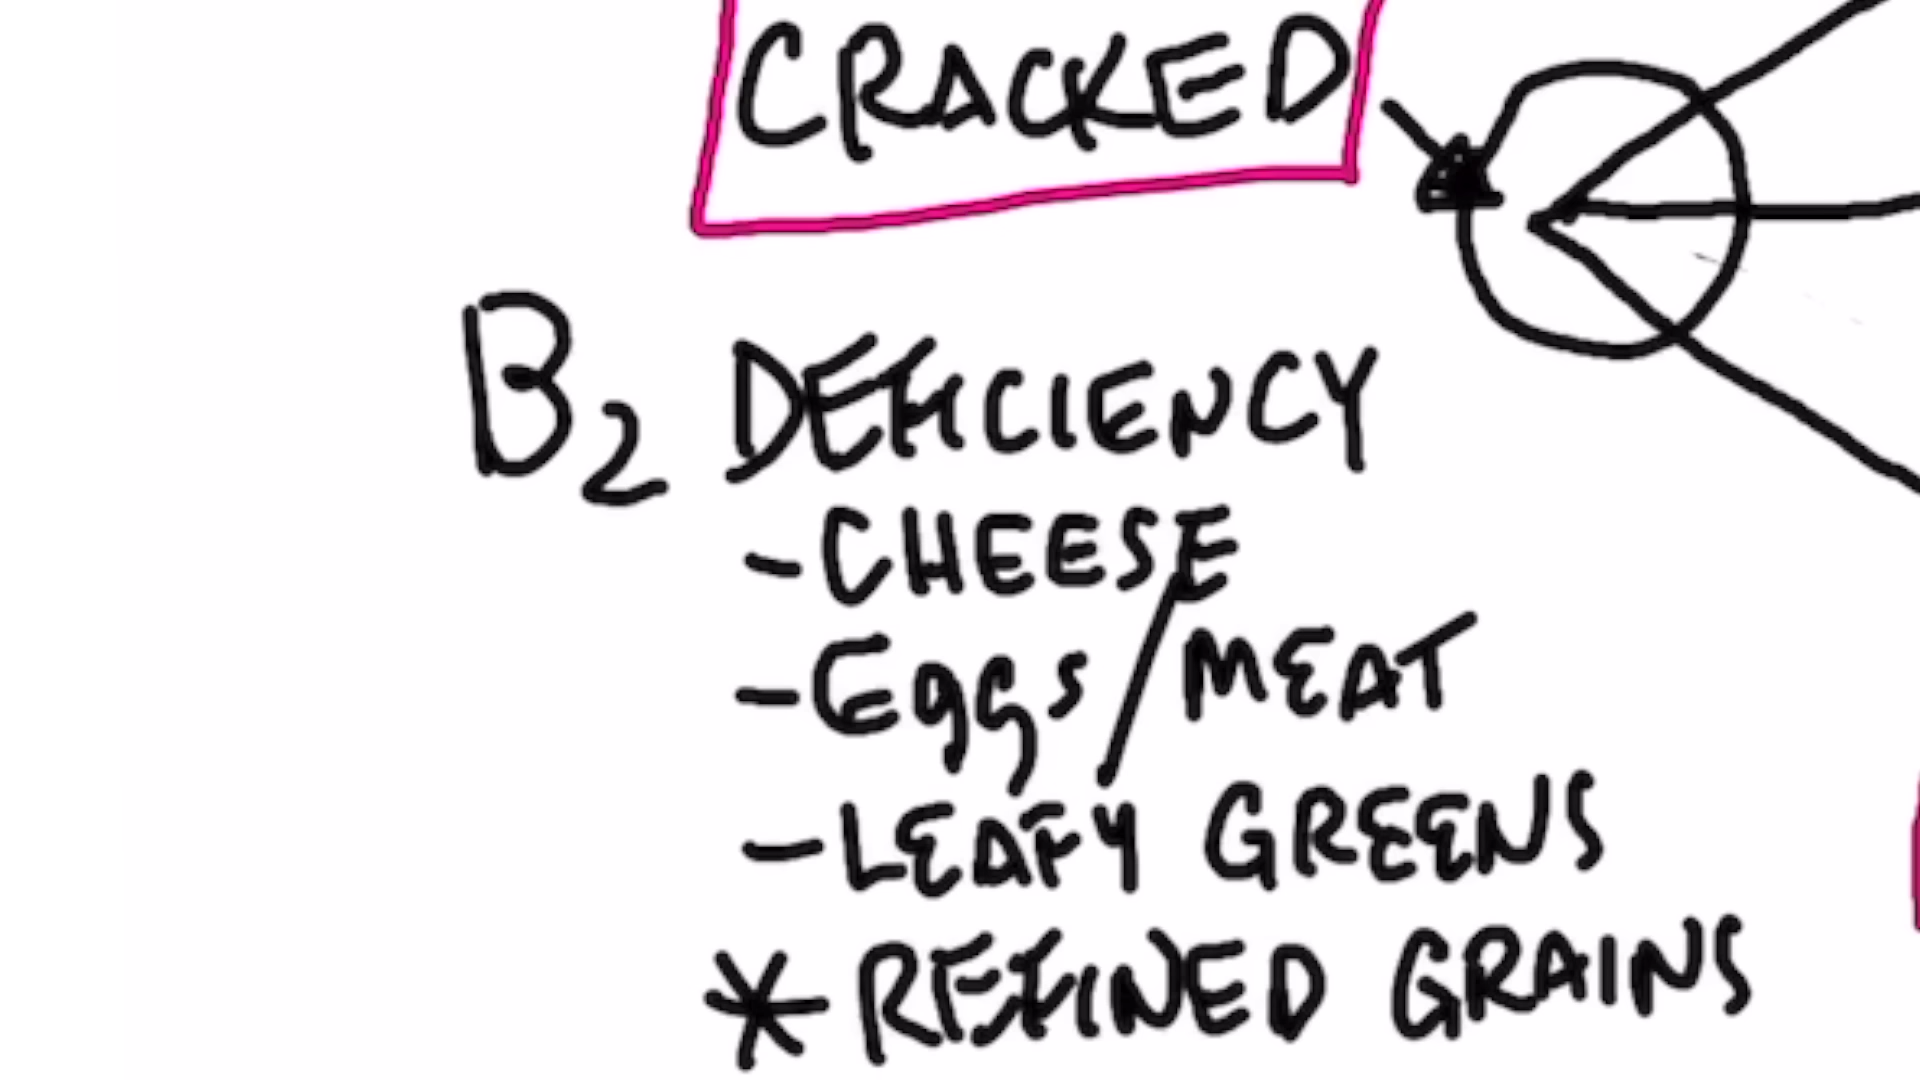 CRACKED
B2 DEFICIENCY
- CHEESE
- Eggs / MEAT
- LEAFY GREENS
* REFINED GRAINS